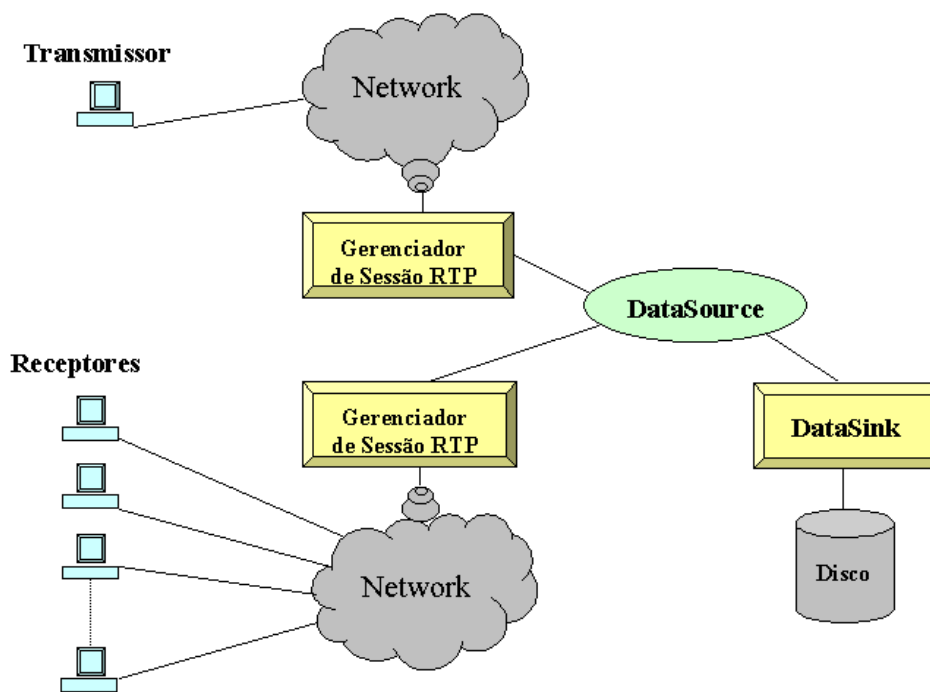 Transmissor
Network
Gerenciador
de Sessão RTP
DataSource
Receptores
Gerenciador
de Sessão RTP
DataSink
Network
Disco